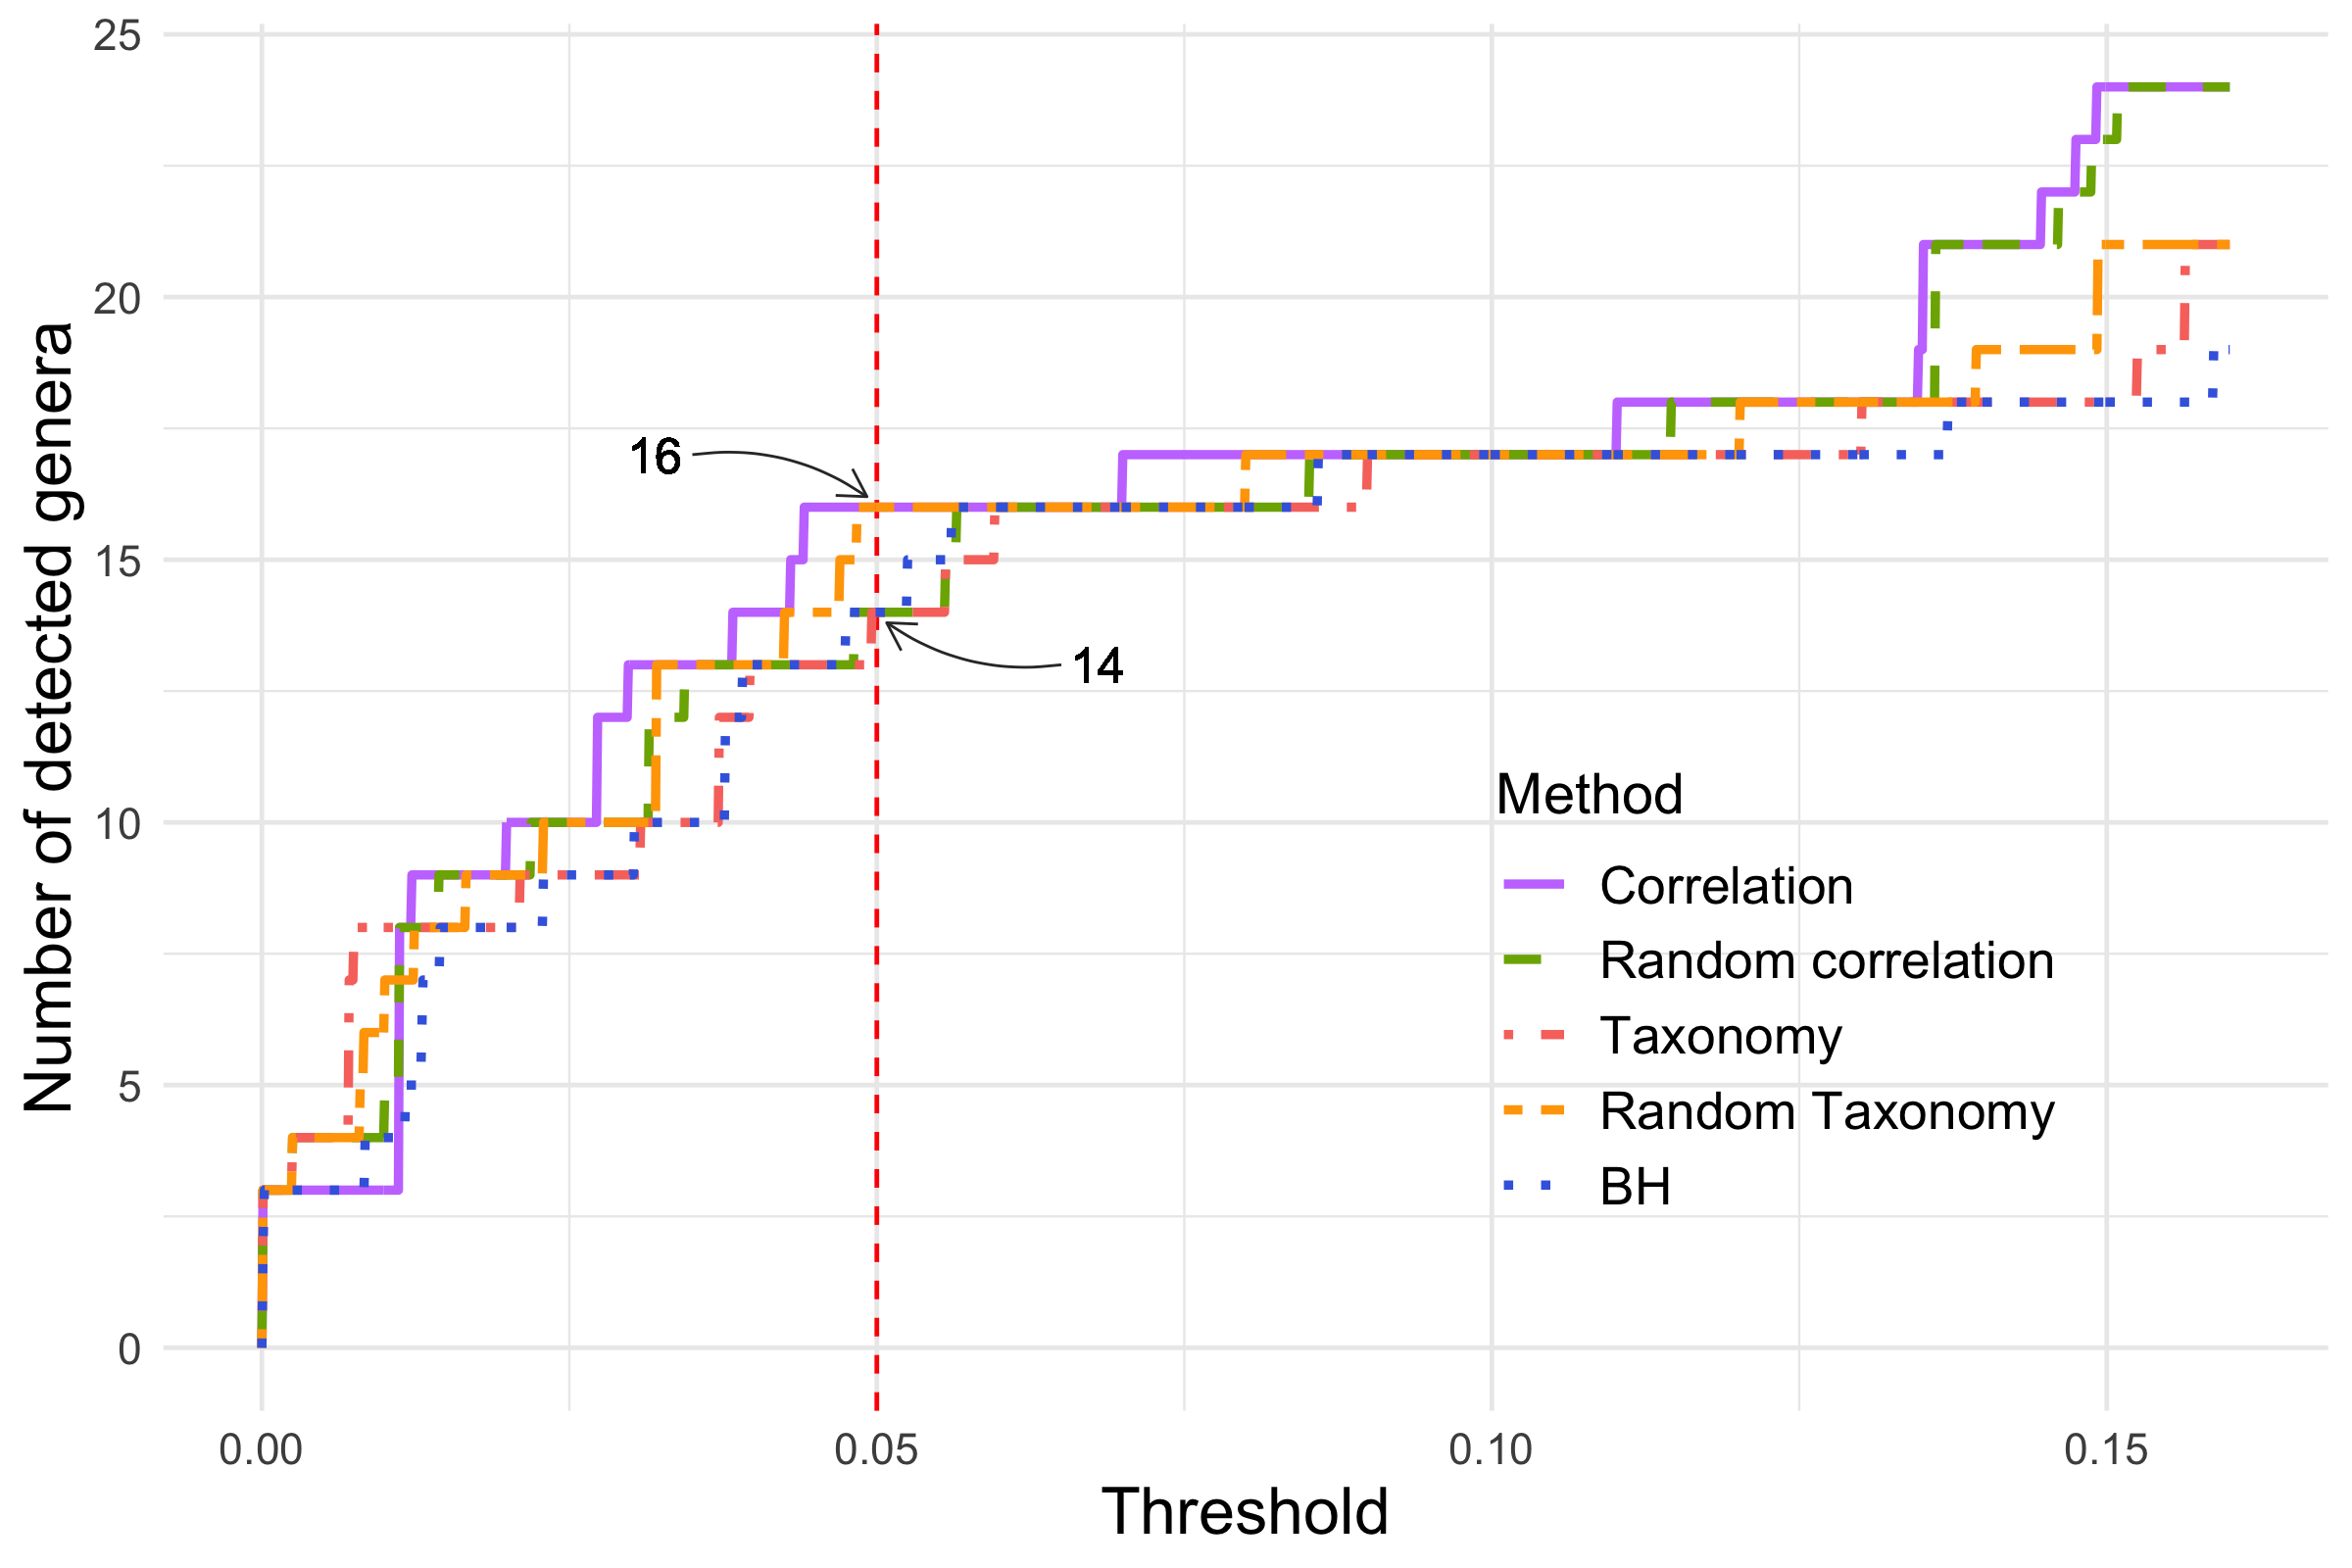 25
20
15
10
5
0
Number of detected genera
16
14
Method
Correlation
Random correlation
Taxonomy
Random Taxonomy
BH
0.00
0.05
0.10
0.15
Threshold